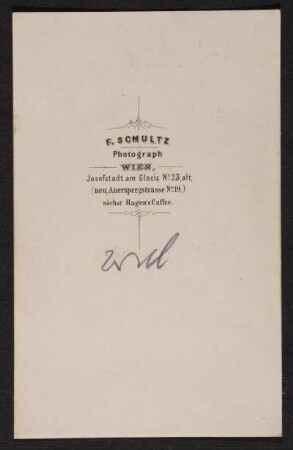 F. SCHULTZ
Photograph
WIEN,
Josefstadt am Glacis No. 23, alt,
(neu, Auerspergstrasse No. 19,)
nächst Hagen's Caffee.